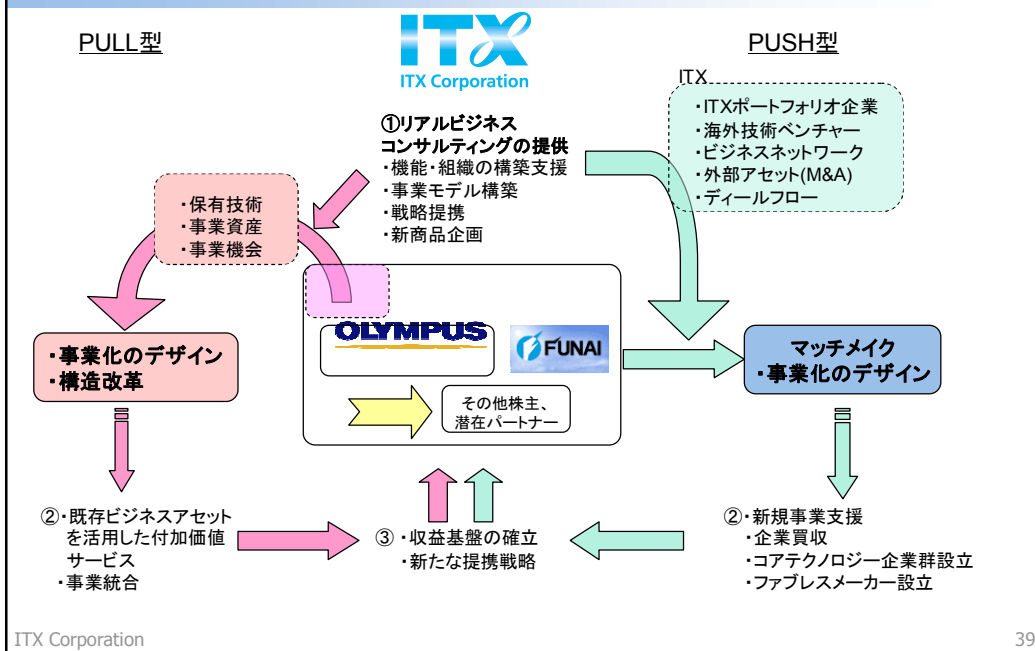 PULL型
ITX
ITX Corporation
PUSH型
ITX
・ITXポートフォリオ企業
・海外技術ベンチャー
・ビジネスネットワーク
・外部アセット(M&A)
・ディールフロー
①リアルビジネス
コンサルティングの提供
・機能・組織の構築支援
・事業モデル構築
・戦略提携
・新商品企画
・保有技術
・事業資産
・事業機会
OLYMPUS
FUNAI
その他株主、
潜在パートナー
・事業化のデザイン
・構造改革
マッチメイク
・事業化のデザイン
②・既存ビジネスアセット
を活用した付加価値
サービス
・事業統合
③ ・収益基盤の確立
・新たな提携戦略
②・新規事業支援
・企業買収
・コアテクノロジー企業群設立
・ファブレスメーカー設立
ITX Corporation
39